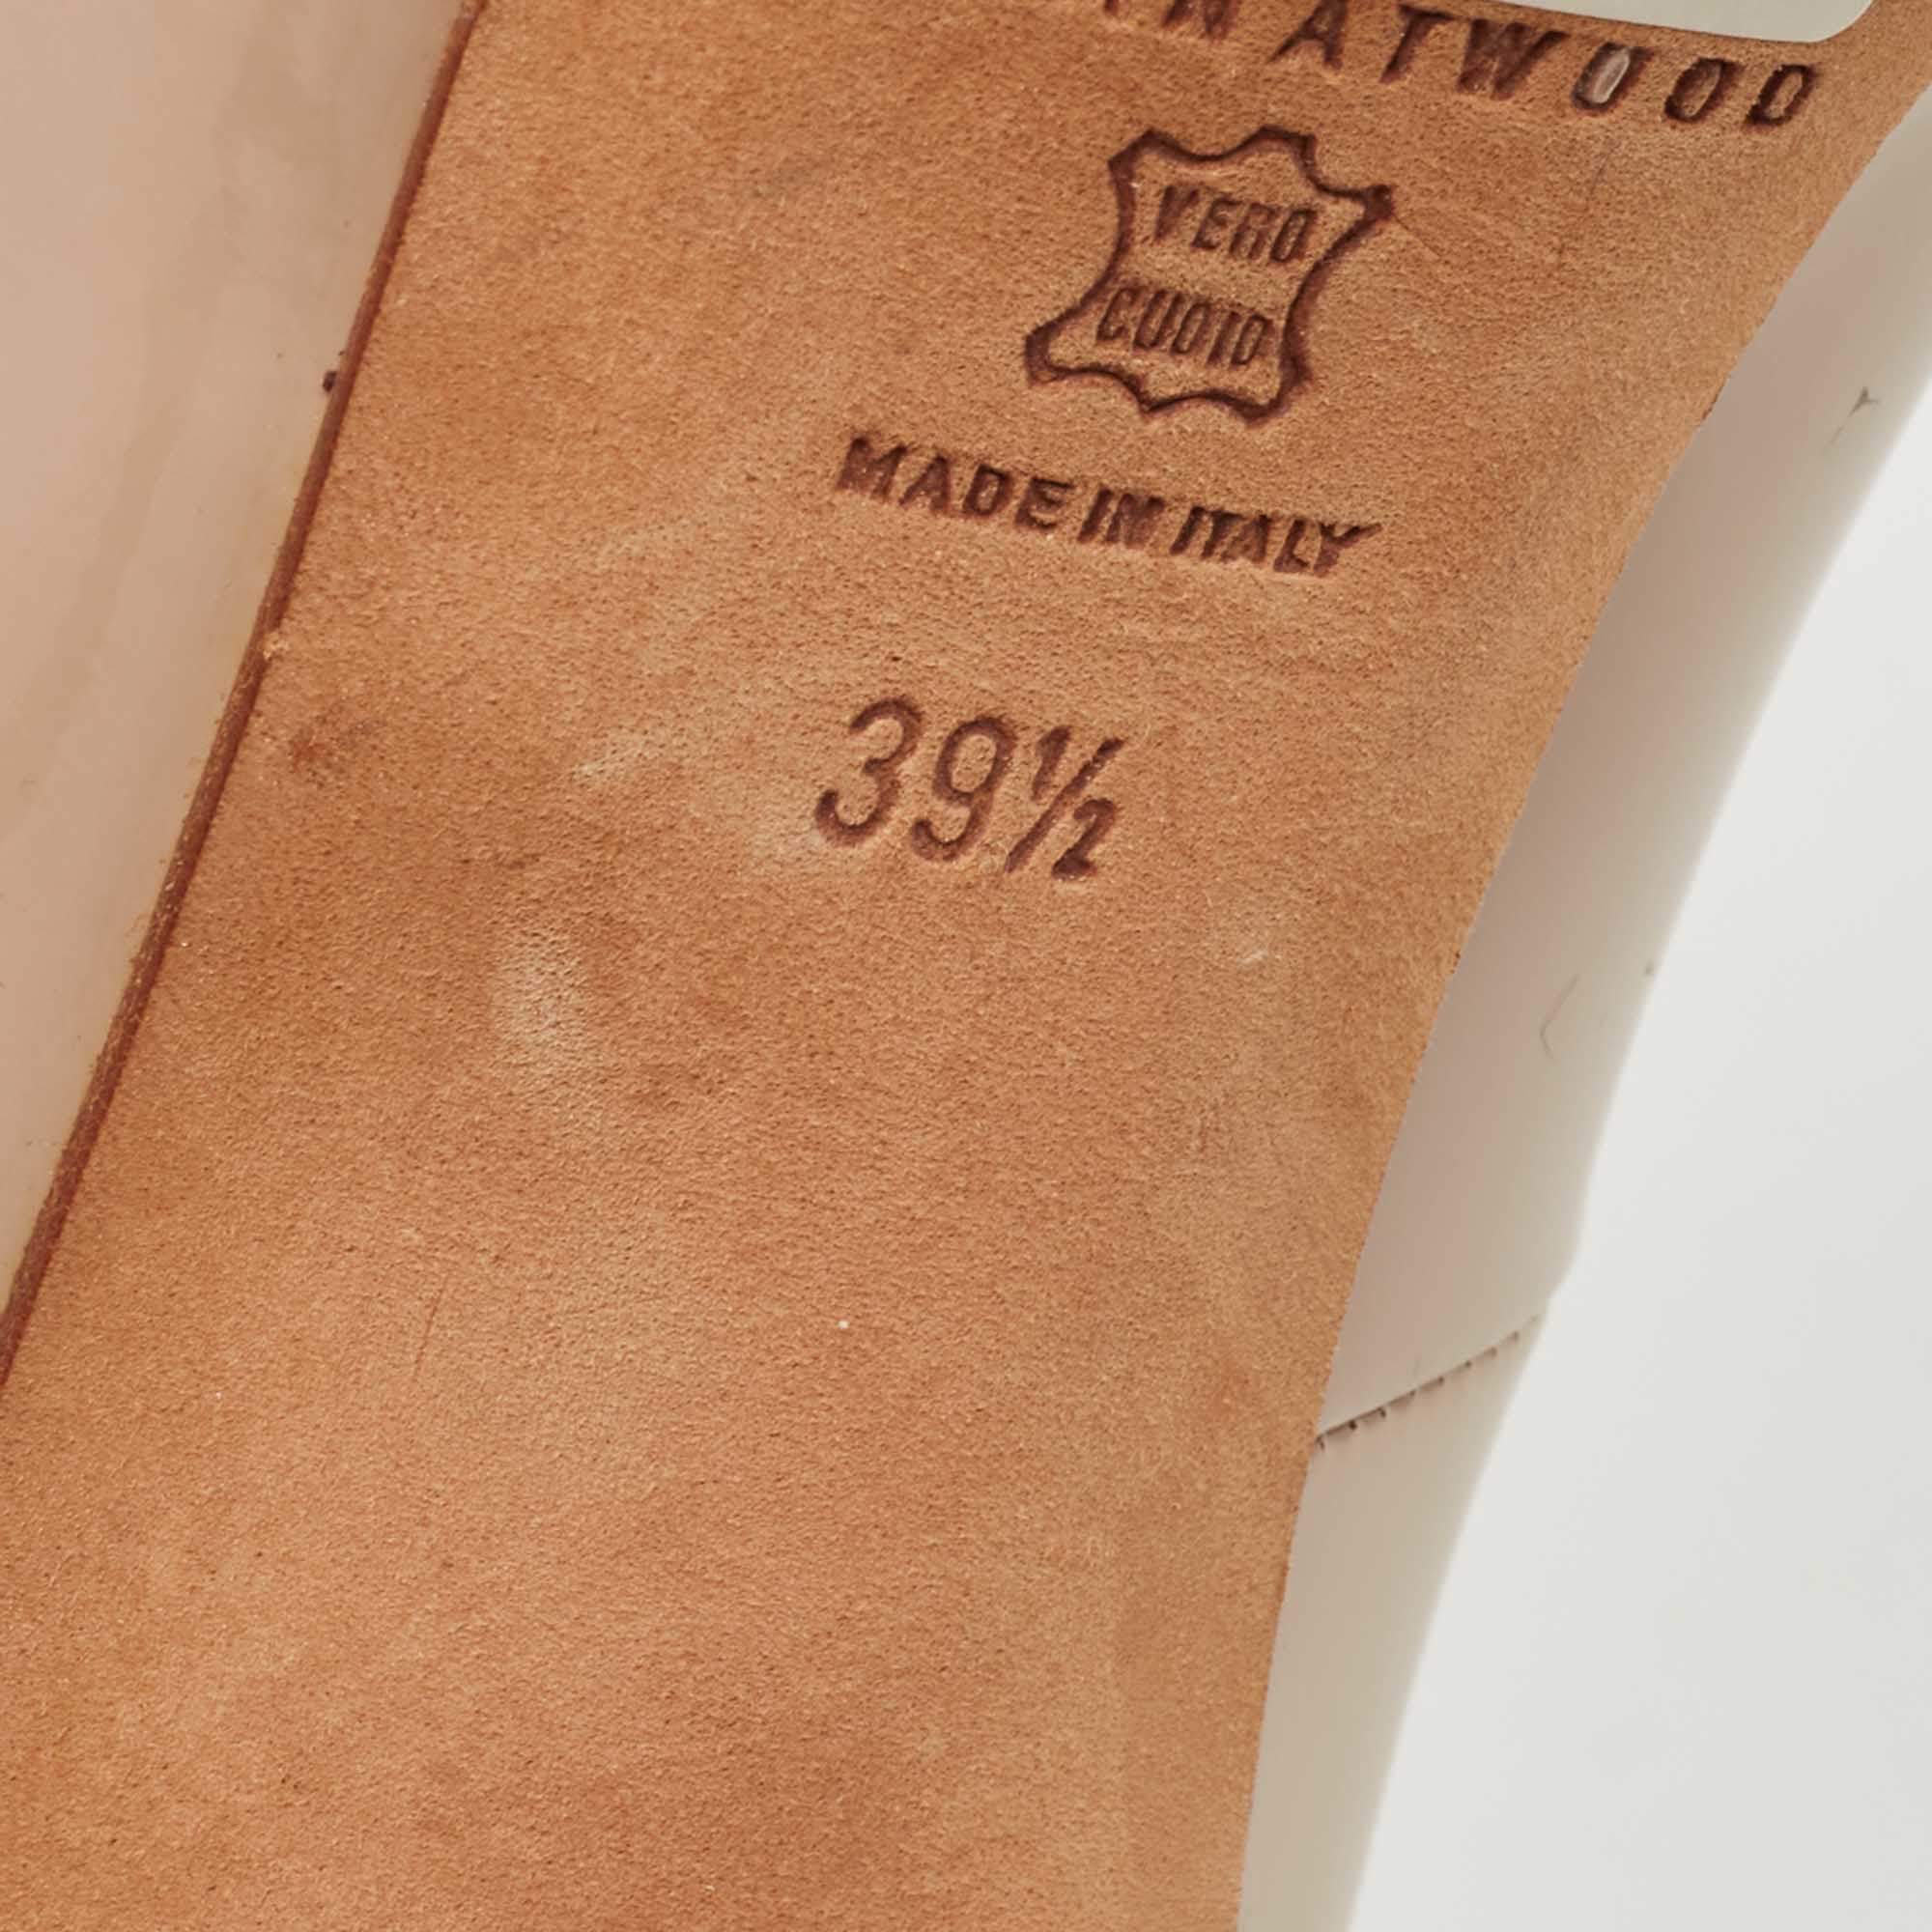 ATWOOD
VERO
CUOIO
MADE IN ITALY
39½